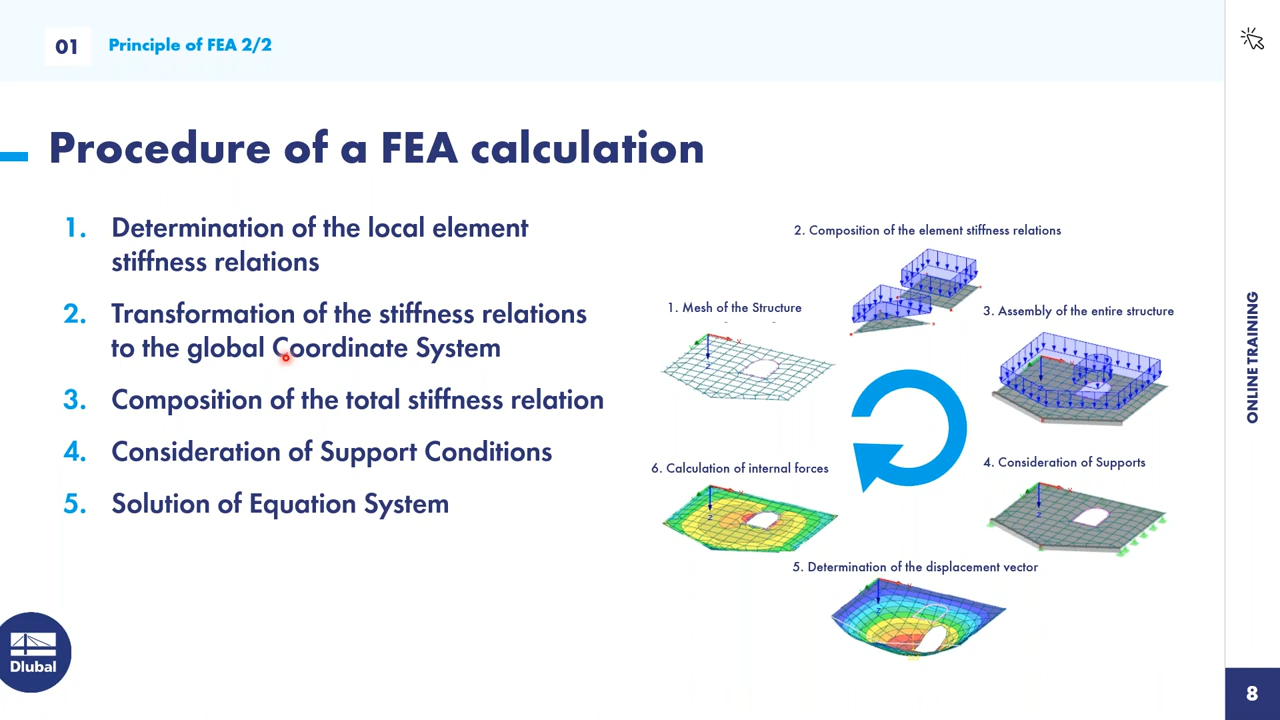 01
Principle of FEA 2/2
Procedure of a FEA calculation
1. Determination of the local element
stiffness relations
2. Transformation of the stiffness relations
to the global Coordinate System
3. Composition of the total stiffness relation
4. Consideration of Support Conditions
5. Solution of Equation System
2. Composition of the element stiffness relations
1. Mesh of the Structure
3. Assembly of the entire structure
6. Calculation of internal forces
4. Consideration of Supports
5. Determination of the displacement vector
ONLINE TRAINING
Dlubal
8